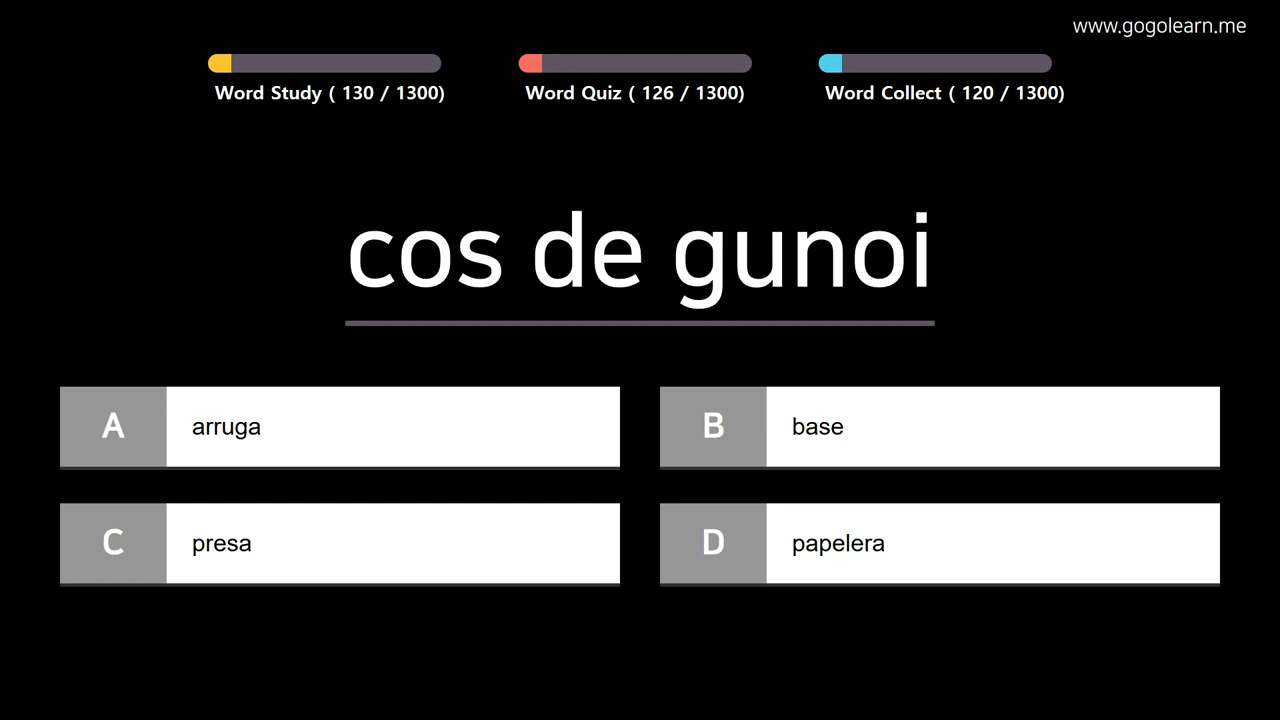 www.gogolearn.me
Word Study ( 130 / 1300)
Word Quiz ( 126 / 1300)
Word Collect ( 120 / 1300)
cos de gunoi
A
arruga
B
base
C
presa
D
papelera